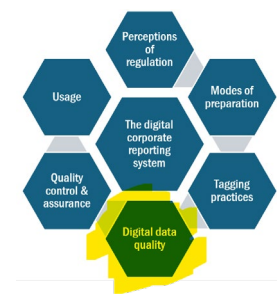 Perceptions
of
regulation
Usage
Modes of
preparation
The digital
corporate
reporting
system
Quality
control &
assurance
Tagging
practices
Digital data
quality